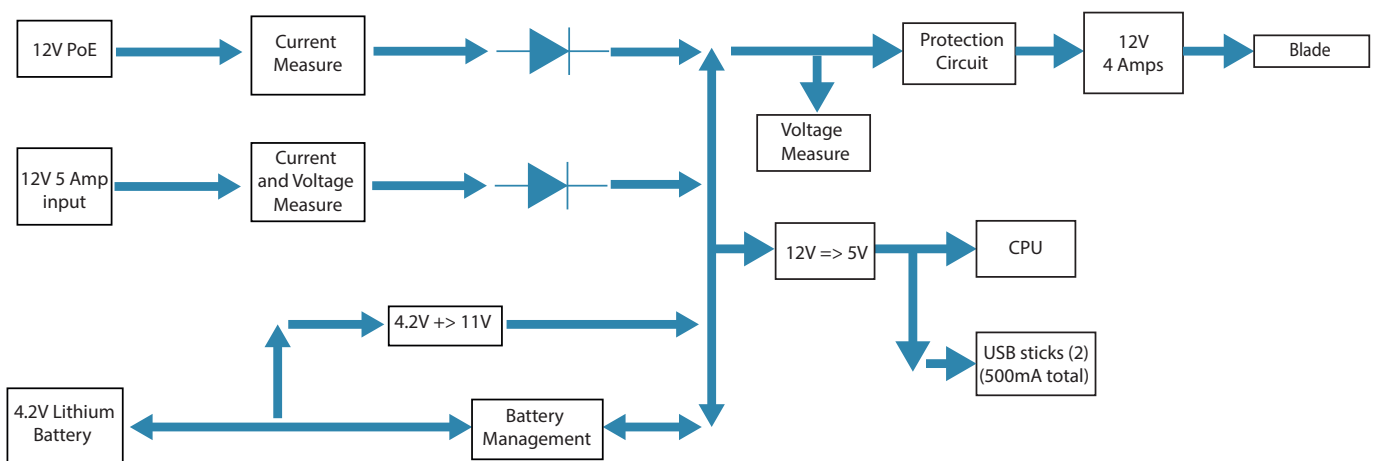 12V PoE
Current
Measure
Protection
Circuit
12V
4 Amps
Blade
Voltage
Measure
12V 5 Amp
input
Current
and Voltage
Measure
12V => 5V
CPU
4.2V +> 11V
USB sticks (2)
(500mA total)
4.2V Lithium
Battery
Battery
Management